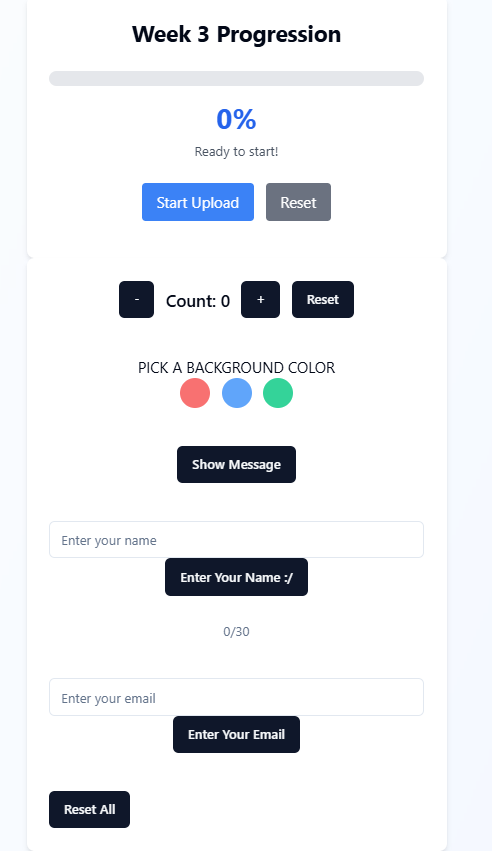 Week 3 Progression
0%
Ready to start!
Start Upload Reset
- Count: 0 + Reset
PICK A BACKGROUND COLOR
Show Message
Enter your name
Enter Your Name :/
0/30
Enter your email
Enter Your Email
Reset All